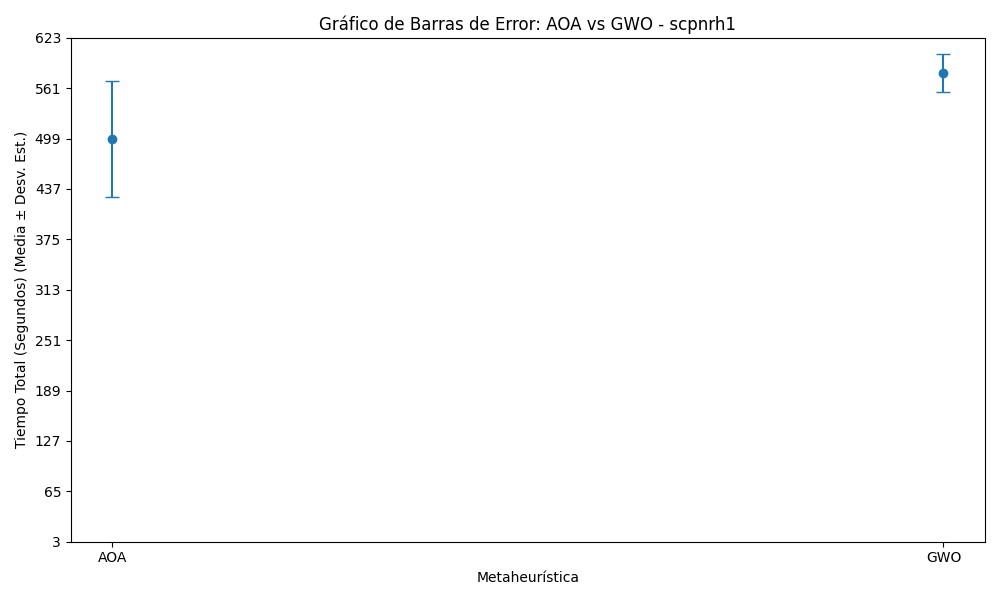 Gráfico de Barras de Error: AOA vs GWO - scpnrh1
Tiempo Total (Segundos) (Media ± Desv. Est.)
623
561
499
437
375
313
251
189
127
65
3
AOA
GWO
Metaheurística